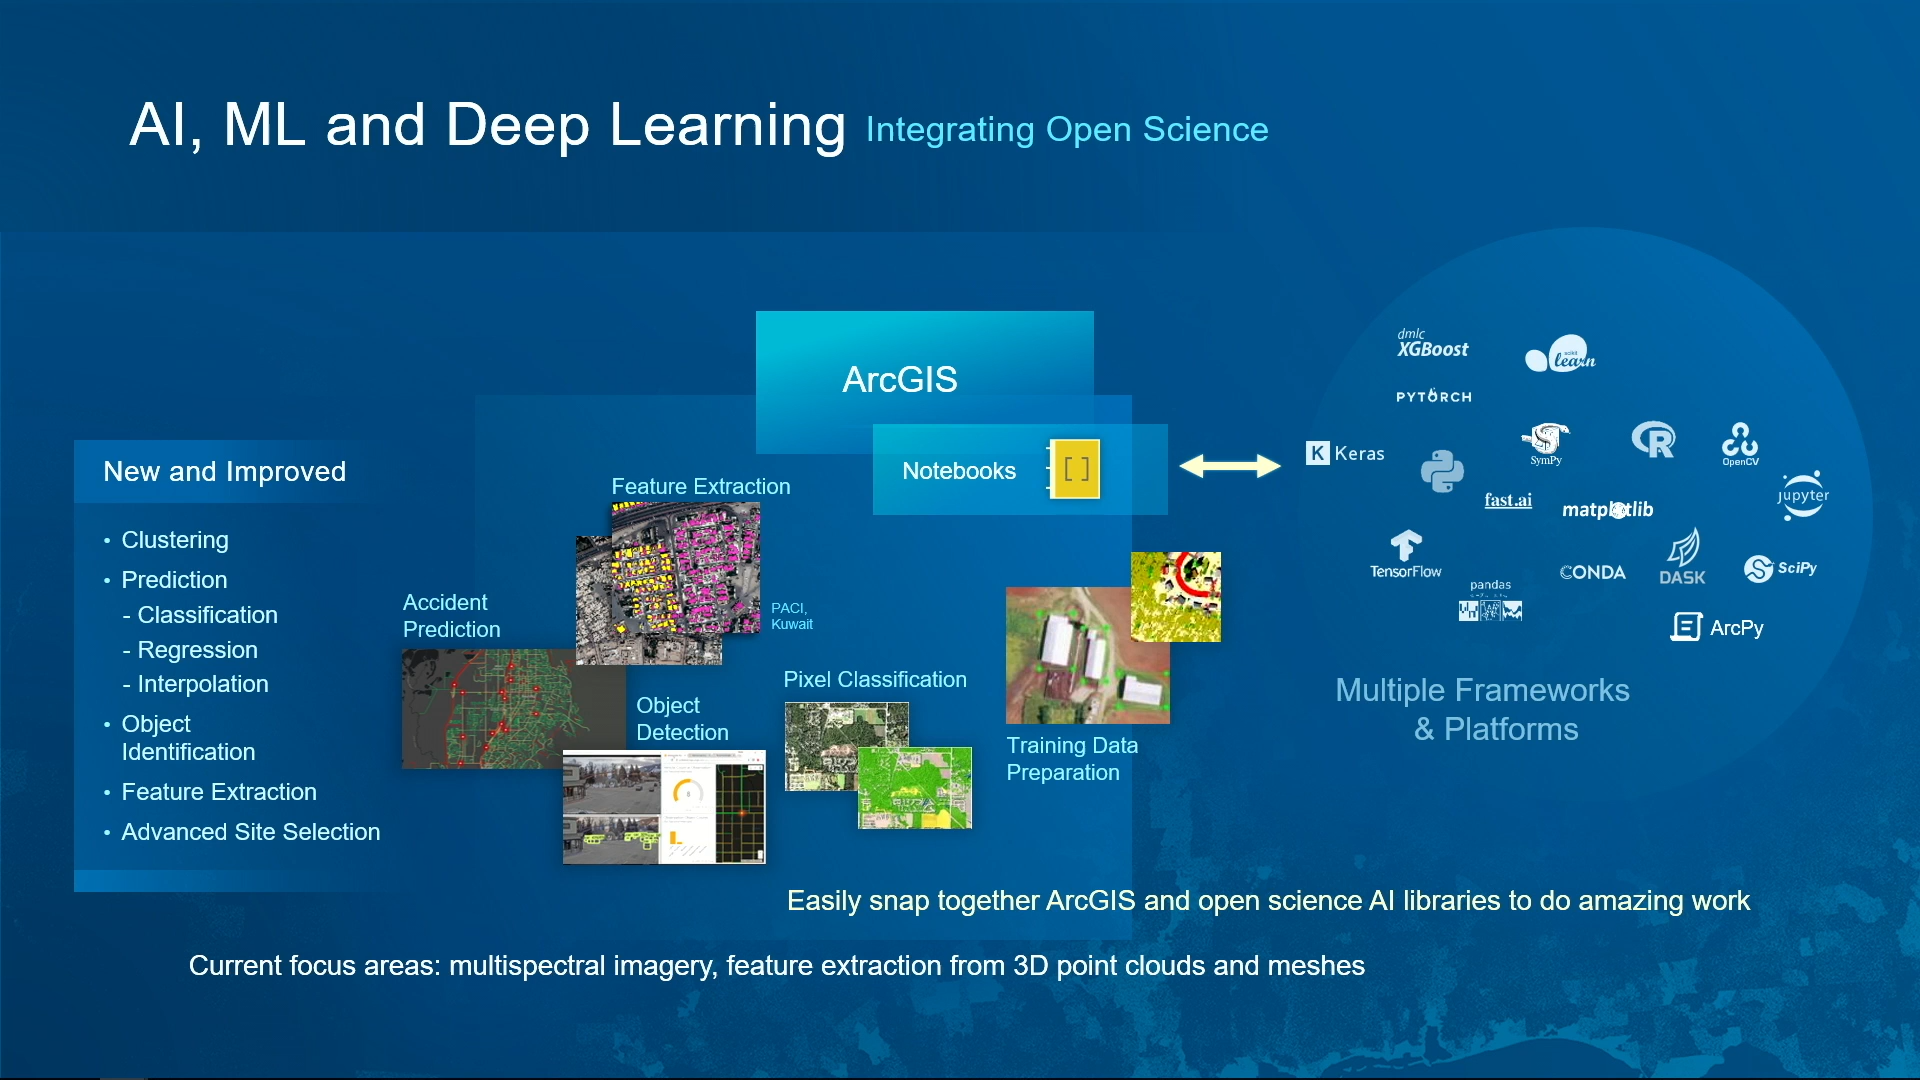 AI, ML and Deep Learning Integrating Open Science
ArcGIS
Notebooks
[ ]
New and Improved
• Clustering
• Prediction
- Classification
- Regression
- Interpolation
• Object
Identification
• Feature Extraction
• Advanced Site Selection
Feature Extraction
PACI,
Kuwait
Accident
Prediction
Object
Detection
Pixel Classification
Training Data
Preparation
dmlc
XGBoost
scikit
learn
PYTORCH
K Keras
SymPy
R
OpenCV
fast.ai
matplotlib
jupyter
TensorFlow
pandas
CONDA
DASK
SciPy
ArcPy
Multiple Frameworks
& Platforms
Easily snap together ArcGIS and open science AI libraries to do amazing work
Current focus areas: multispectral imagery, feature extraction from 3D point clouds and meshes